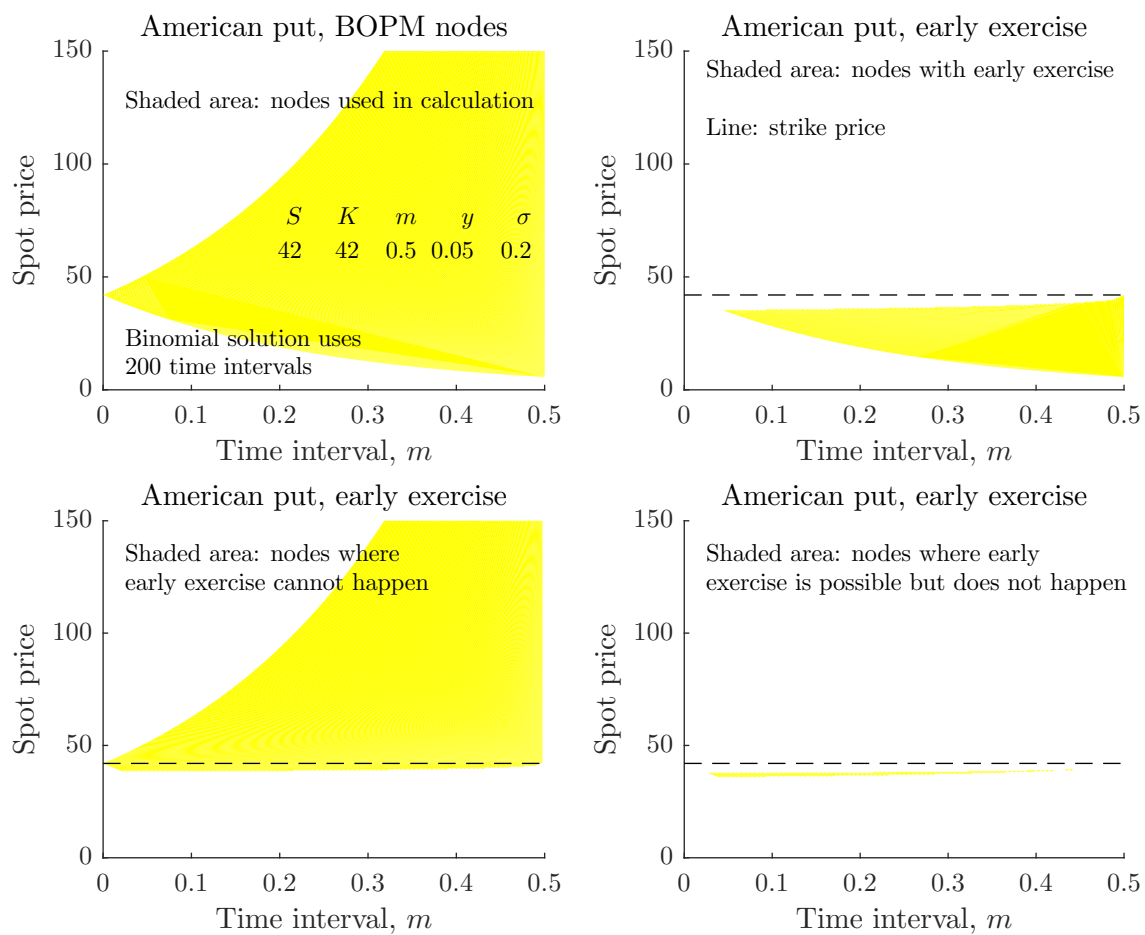 American put, BOPM nodes
Shaded area: nodes used in calculation
S K m y σ
42 42 0.5 0.05 0.2
Binomial solution uses
200 time intervals
150
100
50
0
Spot price
0 0.1 0.2 0.3 0.4 0.5
Time interval, m
American put, early exercise
Shaded area: nodes with early exercise
Line: strike price
150
100
50
0
Spot price
0 0.1 0.2 0.3 0.4 0.5
Time interval, m
American put, early exercise
Shaded area: nodes where
early exercise cannot happen
150
100
50
0
Spot price
0 0.1 0.2 0.3 0.4 0.5
Time interval, m
American put, early exercise
Shaded area: nodes where early
exercise is possible but does not happen
150
100
50
0
Spot price
0 0.1 0.2 0.3 0.4 0.5
Time interval, m